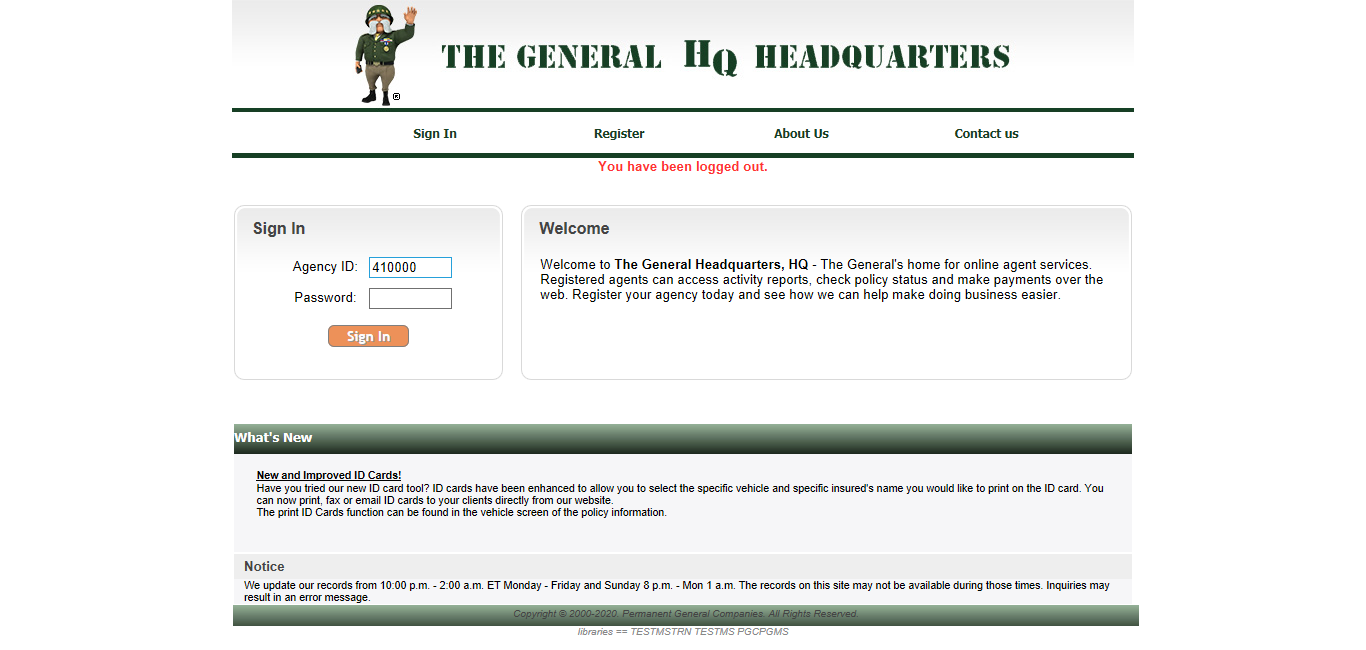 THE GENERAL HQ HEADQUARTERS
®
Sign In Register About Us Contact us
You have been logged out.
Sign In
Agency ID: 410000
Password:
Sign In
Welcome
Welcome to The General Headquarters, HQ - The General's home for online agent services.
Registered agents can access activity reports, check policy status and make payments over the
web. Register your agency today and see how we can help make doing business easier.
What's New
New and Improved ID Cards!
Have you tried our new ID card tool? ID cards have been enhanced to allow you to select the specific vehicle and specific insured's name you would like to print on the ID card. You
can now print, fax or email ID cards to your clients directly from our website.
The print ID Cards function can be found in the vehicle screen of the policy information.
Notice
We update our records from 10:00 p.m. - 2:00 a.m. ET Monday - Friday and Sunday 8 p.m. - Mon 1 a.m. The records on this site may not be available during those times. Inquiries may
result in an error message.
Copyright © 2000-2020. Permanent General Companies. All Rights Reserved.
libraries == TESTMSTRN TESTMS PGCPGMS